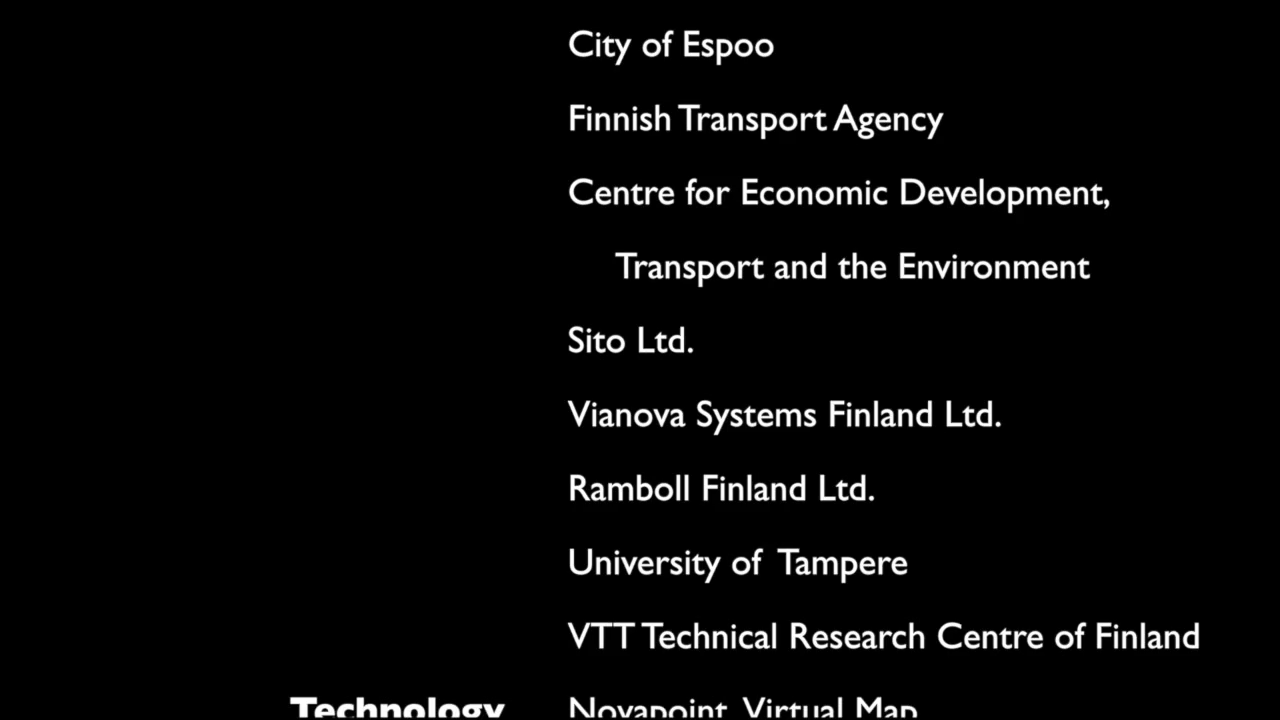 City of Espoo
Finnish Transport Agency
Centre for Economic Development,
Transport and the Environment
Sito Ltd.
Vianova Systems Finland Ltd.
Ramboll Finland Ltd.
University of Tampere
VTT Technical Research Centre of Finland
Technology Novapoint Virtual Map